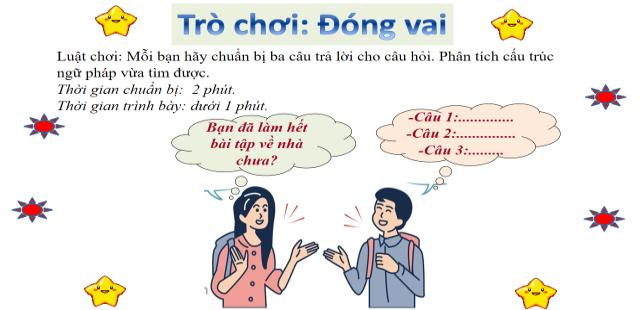 Trò chơi: Đóng vai
Luật chơi: Mỗi bạn hãy chuẩn bị ba câu trả lời cho câu hỏi. Phân tích cấu trúc
ngữ pháp vừa tìm được.
Thời gian chuẩn bị: 2 phút.
Thời gian trình bày: dưới 1 phút.
Bạn đã làm hết
bài tập về nhà
chưa?
-Câu 1:..............
-Câu 2:...............
-Câu 3:.........